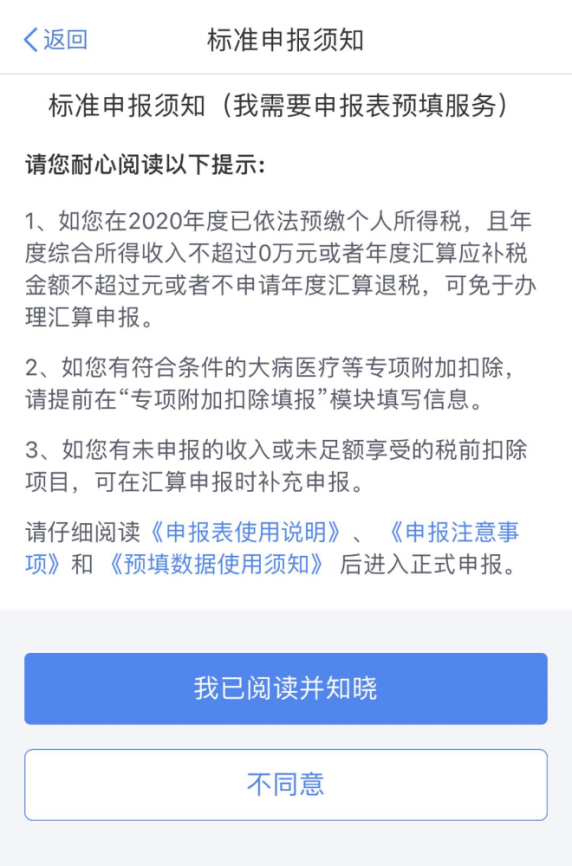 返回
标准申报须知
标准申报须知（我需要申报表预填服务）
请您耐心阅读以下提示:
1、如您在2020年度已依法预缴个人所得税，且年
度综合所得收入不超过0万元或者年度汇算应补税
金额不超过元或者不申请年度汇算退税，可免于办
理汇算申报。
2、如您有符合条件的大病医疗等专项附加扣除，
请提前在“专项附加扣除填报”模块填写信息。
3、如您有未申报的收入或未足额享受的税前扣除
项目，可在汇算申报时补充申报。
请仔细阅读《申报表使用说明》、《申报注意事
项》和《预填数据使用须知》后进入正式申报。
我已阅读并知晓
不同意